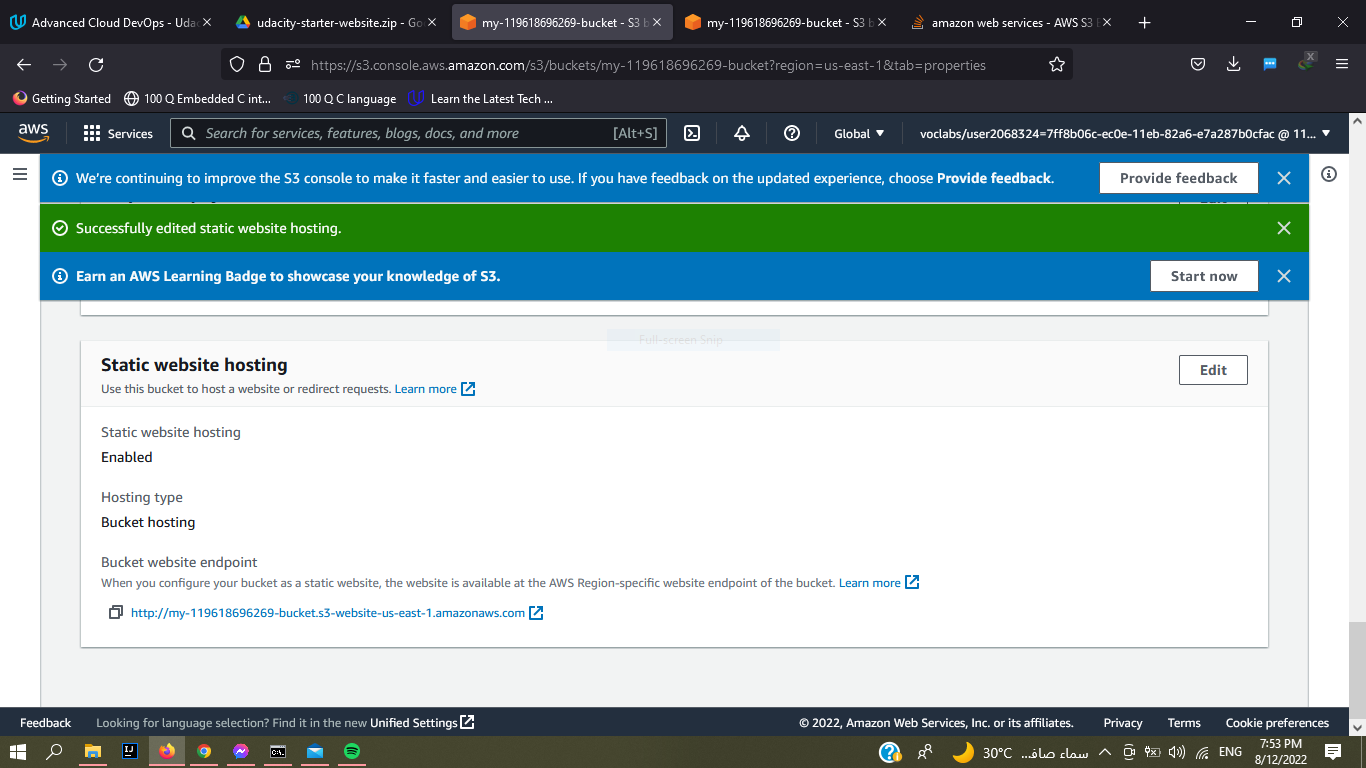 Advanced Cloud DevOps - Udac
udacity-starter-website.zip - Go
my-119618696269-bucket - S3 b
my-119618696269-bucket - S3 b
amazon web services - AWS S3 B
https://s3.console.aws.amazon.com/s3/buckets/my-119618696269-bucket?region=us-east-1&tab=properties
Getting Started
100 Q Embedded C int...
100 Q C language
Learn the Latest Tech ...
aws
Services
Search for services, features, blogs, docs, and more
[Alt+S]
Global
voclabs/user2068324=7ff8b06c-ec0e-11eb-82a6-e7a287b0cfac @ 11...
We're continuing to improve the S3 console to make it faster and easier to use. If you have feedback on the updated experience, choose Provide feedback.
Provide feedback
Successfully edited static website hosting.
Earn an AWS Learning Badge to showcase your knowledge of S3.
Start now
Full-screen Snip
Static website hosting
Edit
Use this bucket to host a website or redirect requests. Learn more
Static website hosting
Enabled
Hosting type
Bucket hosting
Bucket website endpoint
When you configure your bucket as a static website, the website is available at the AWS Region-specific website endpoint of the bucket. Learn more
http://my-119618696269-bucket.s3-website-us-east-1.amazonaws.com
Feedback
Looking for language selection? Find it in the new Unified Settings
© 2022, Amazon Web Services, Inc. or its affiliates.
Privacy
Terms
Cookie preferences
30°C
سماء صافـ...
ENG
7:53 PM
8/12/2022